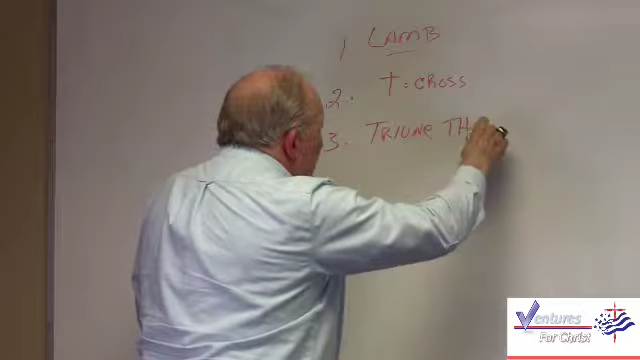 1 LAMB
2. † = CROSS
3. TRIUNE TH
Ventures
For Christ